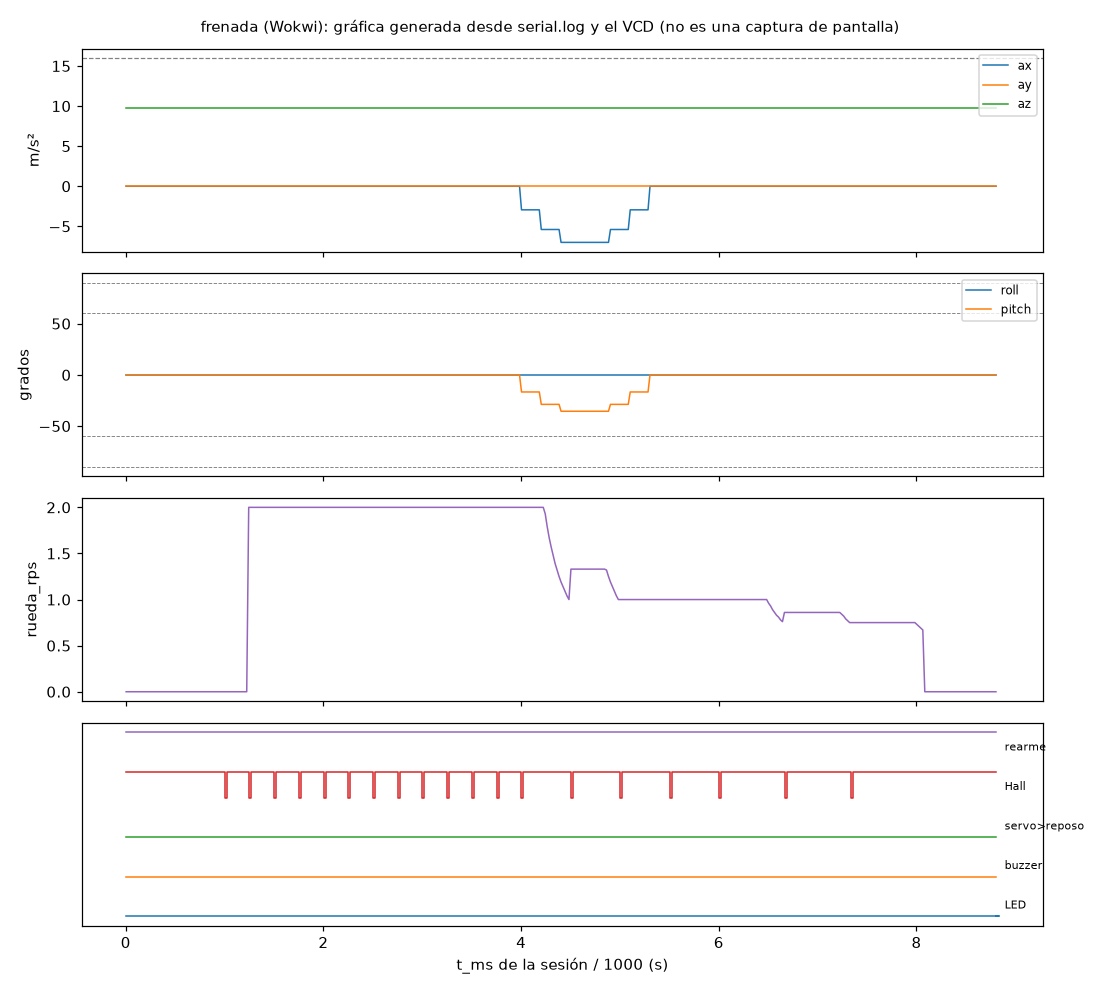 frenada (Wokwi): gráfica generada desde serial.log y el VCD (no es una captura de pantalla)
15
10
5
0
−5
m/s²
ax
ay
az
50
0
−50
grados
roll
pitch
2.0
1.5
1.0
0.5
0.0
rueda_rps
rearme
Hall
servo>reposo
buzzer
LED
0 2 4 6 8
t_ms de la sesión / 1000 (s)